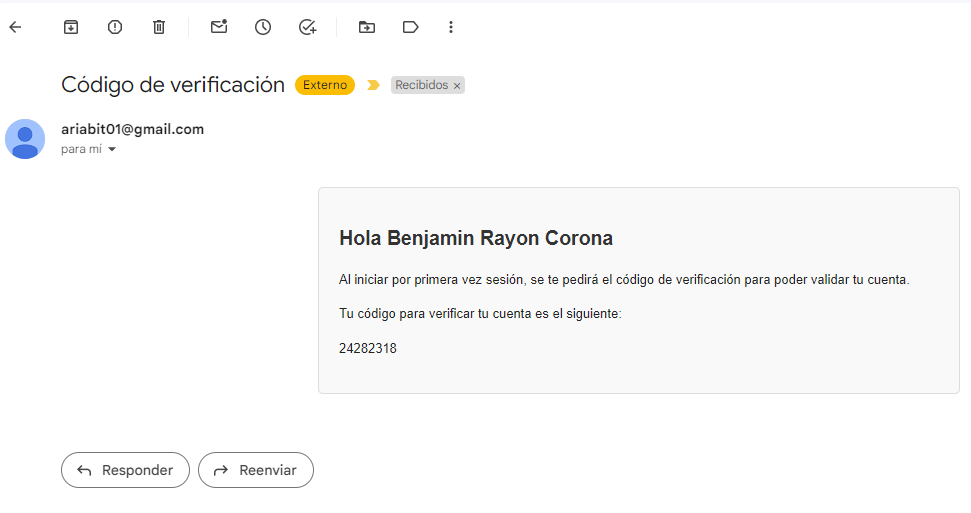 Código de verificación Externo Recibidos ×
ariabit01@gmail.com
para mí
Hola Benjamin Rayon Corona
Al iniciar por primera vez sesión, se te pedirá el código de verificación para poder validar tu cuenta.
Tu código para verificar tu cuenta es el siguiente:
24282318
Responder Reenviar